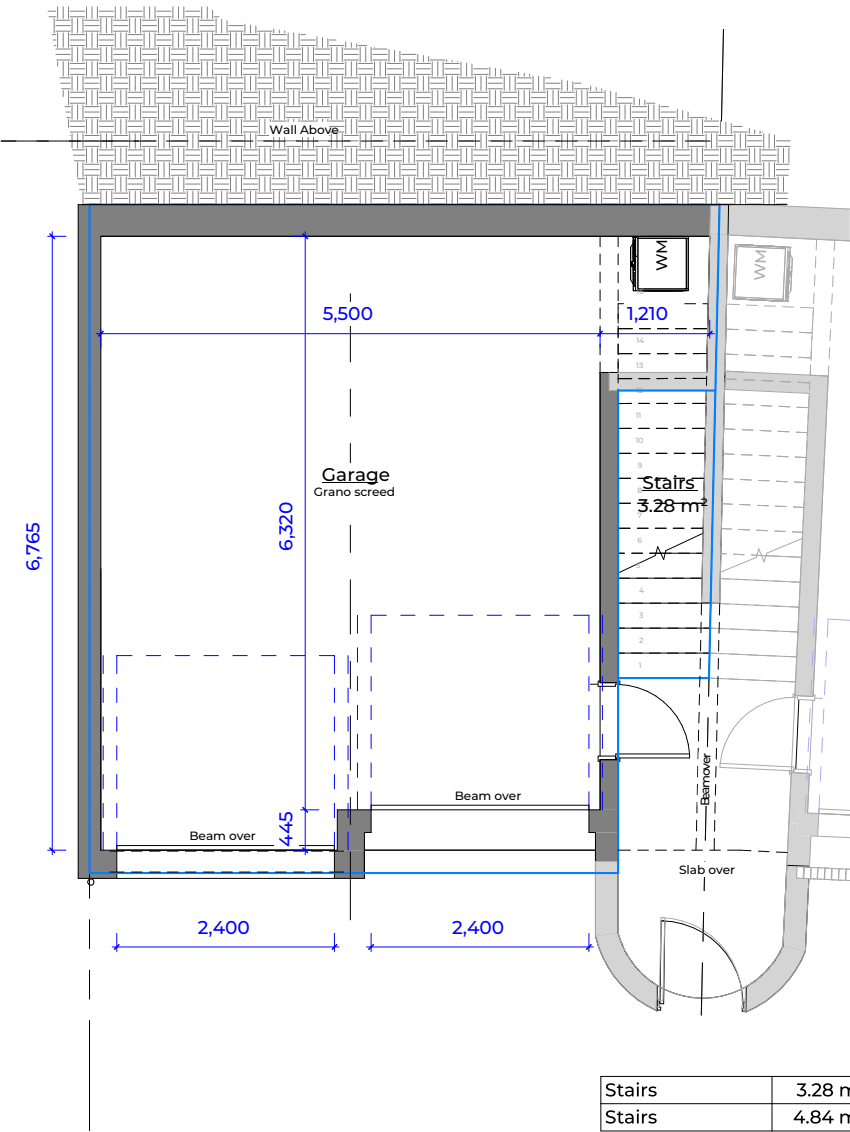 Wall Above
WM
WM
5,500
1,210
14
13
11
10
9
Garage
Grano screed
Stairs
3.28 m²
6,765
6,320
6
4
3
2
1
Beam over
Beam over
Beam over
445
Slab over
2,400
2,400
Stairs 3.28 m
Stairs 4.84 m